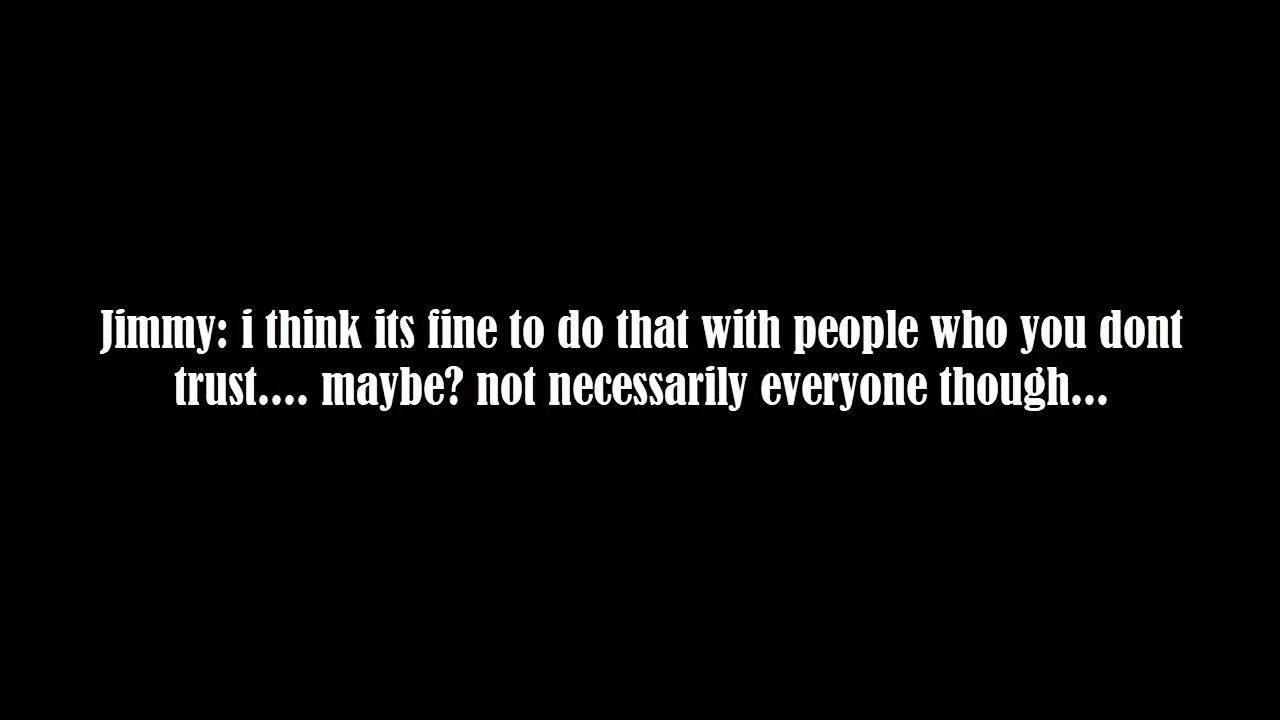 Jimmy: i think its fine to do that with people who you dont
trust.... maybe? not necessarily everyone though...